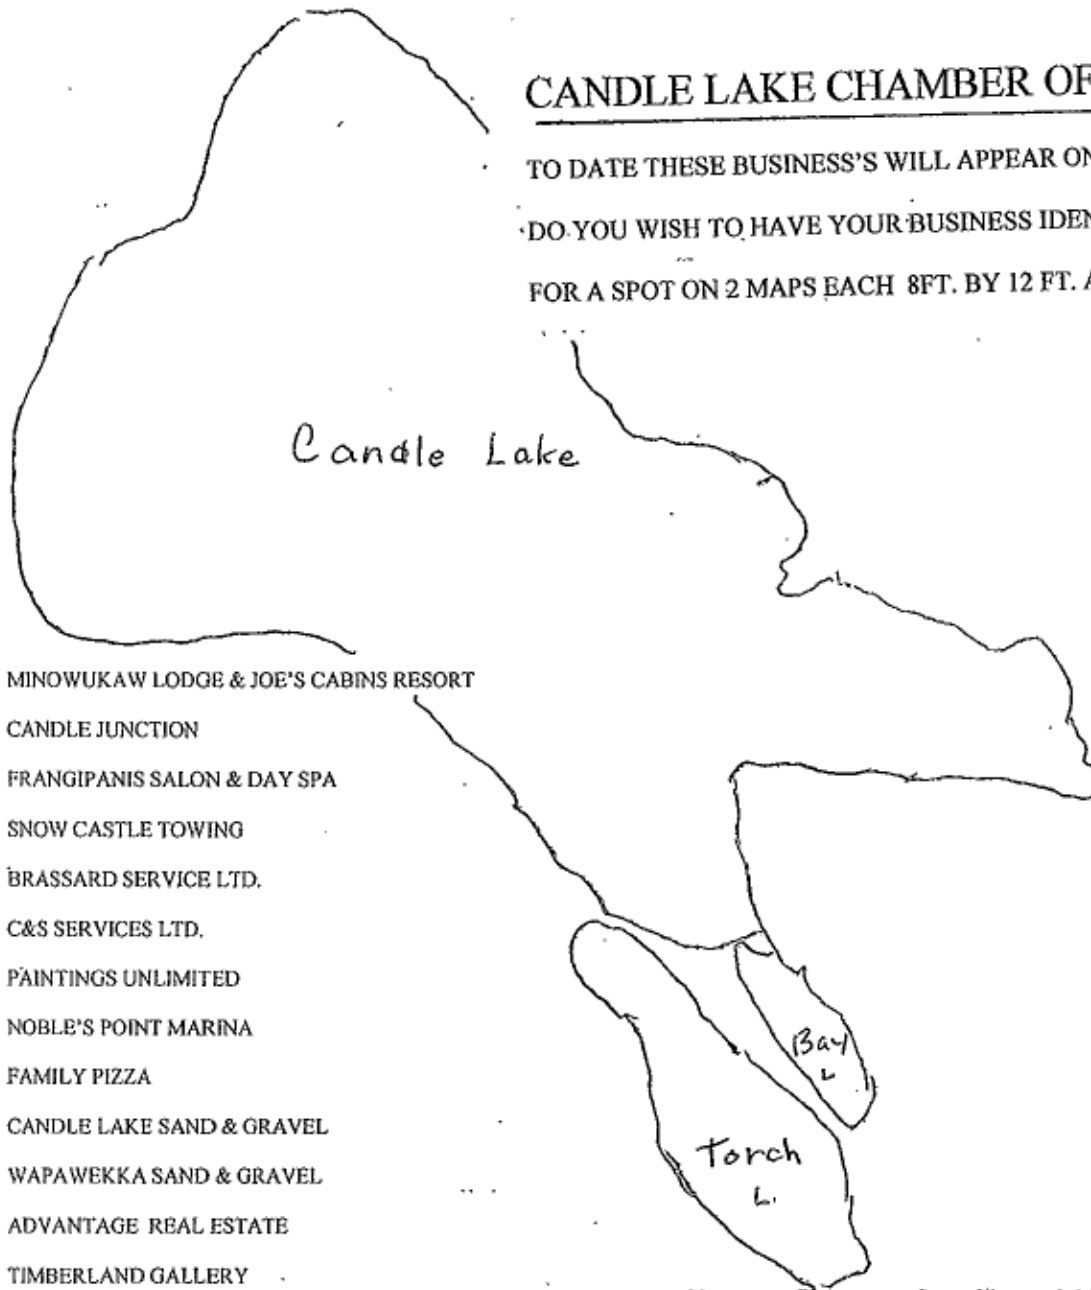 CANDLE LAKE CHAMBER OF
TO DATE THESE BUSINESS'S WILL APPEAR ON
DO YOU WISH TO HAVE YOUR BUSINESS IDEN
FOR A SPOT ON 2 MAPS EACH 8FT. BY 12 FT. A
Candle Lake
MINOWUKAW LODGE & JOE'S CABINS RESORT
CANDLE JUNCTION
FRANGIPANIS SALON & DAY SPA
SNOW CASTLE TOWING
BRASSARD SERVICE LTD.
C&S SERVICES LTD.
PAINTINGS UNLIMITED
NOBLE'S POINT MARINA
FAMILY PIZZA
CANDLE LAKE SAND & GRAVEL
WAPAWEKKA SAND & GRAVEL
ADVANTAGE REAL ESTATE
TIMBERLAND GALLERY
Bay
L
Torch
L.